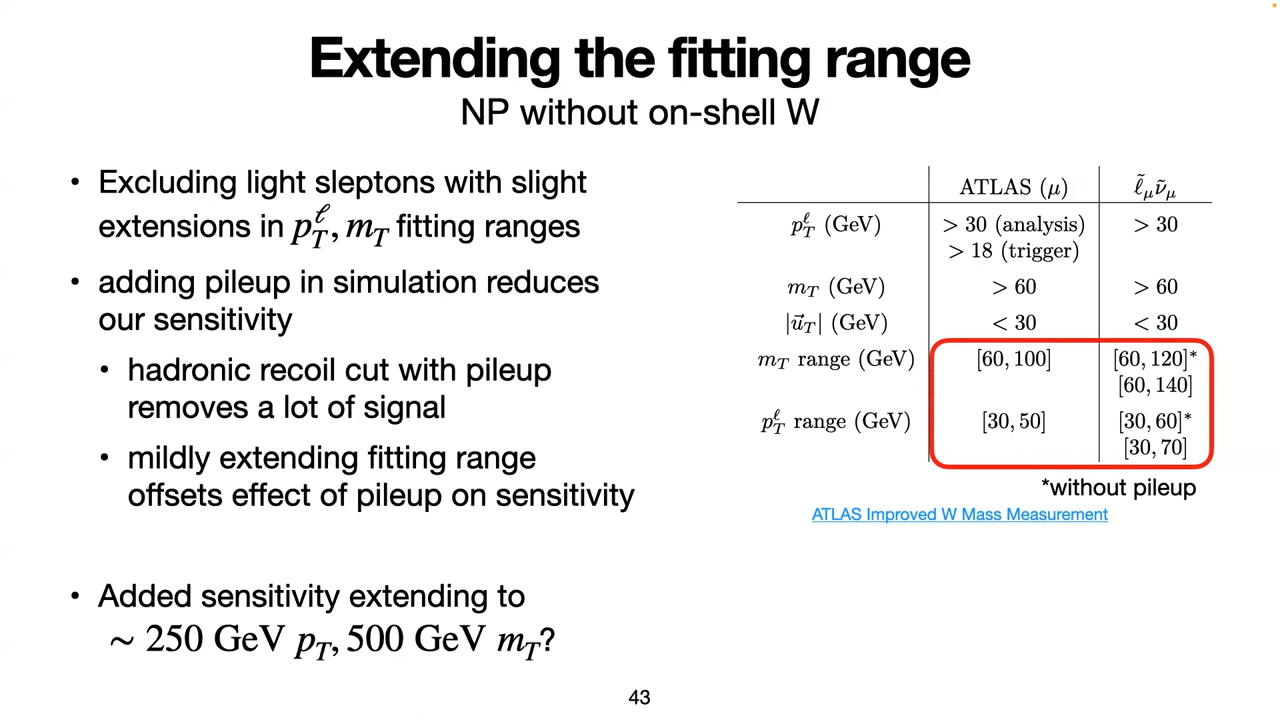 Extending the fitting range
NP without on-shell W
• Excluding light sleptons with slight
extensions in p_T^ℓ, m_T fitting ranges
• adding pileup in simulation reduces
our sensitivity
• hadronic recoil cut with pileup
removes a lot of signal
• mildly extending fitting range
offsets effect of pileup on sensitivity
• Added sensitivity extending to
~ 250 GeV p_T, 500 GeV m_T?
ATLAS (μ) ℓ̃_μ ν̃_μ
p_T^ℓ (GeV) > 30 (analysis) > 30
> 18 (trigger)
m_T (GeV) > 60 > 60
|u⃗_T| (GeV) < 30 < 30
m_T range (GeV) [60, 100] [60, 120]*
[60, 140]
p_T^ℓ range (GeV) [30, 50] [30, 60]*
[30, 70]
*without pileup
ATLAS Improved W Mass Measurement
43